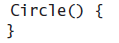 Circle() {
}